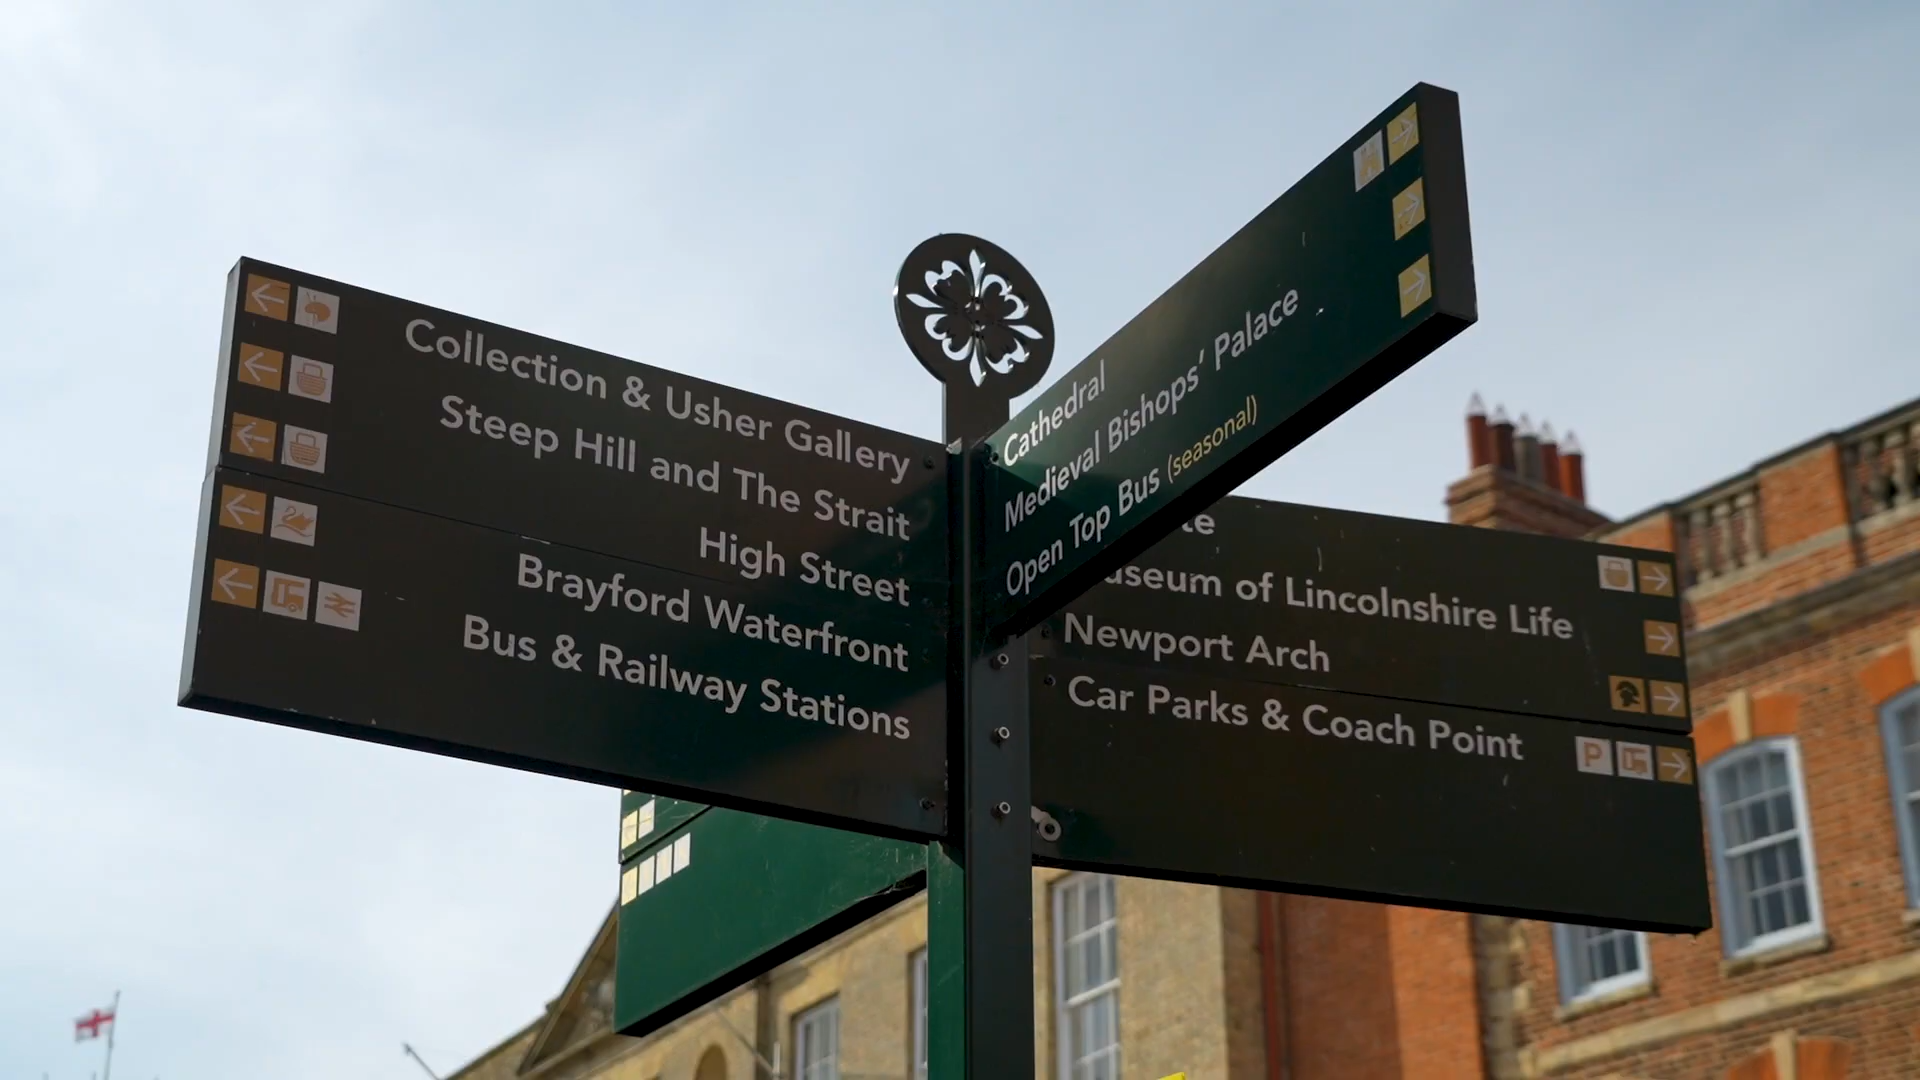 Collection & Usher Gallery
Steep Hill and The Strait
High Street
Brayford Waterfront
Bus & Railway Stations
Cathedral
Medieval Bishops' Palace
Open Top Bus (seasonal)
of Lincolnshire Life
Newport Arch
Car Parks & Coach Point
P